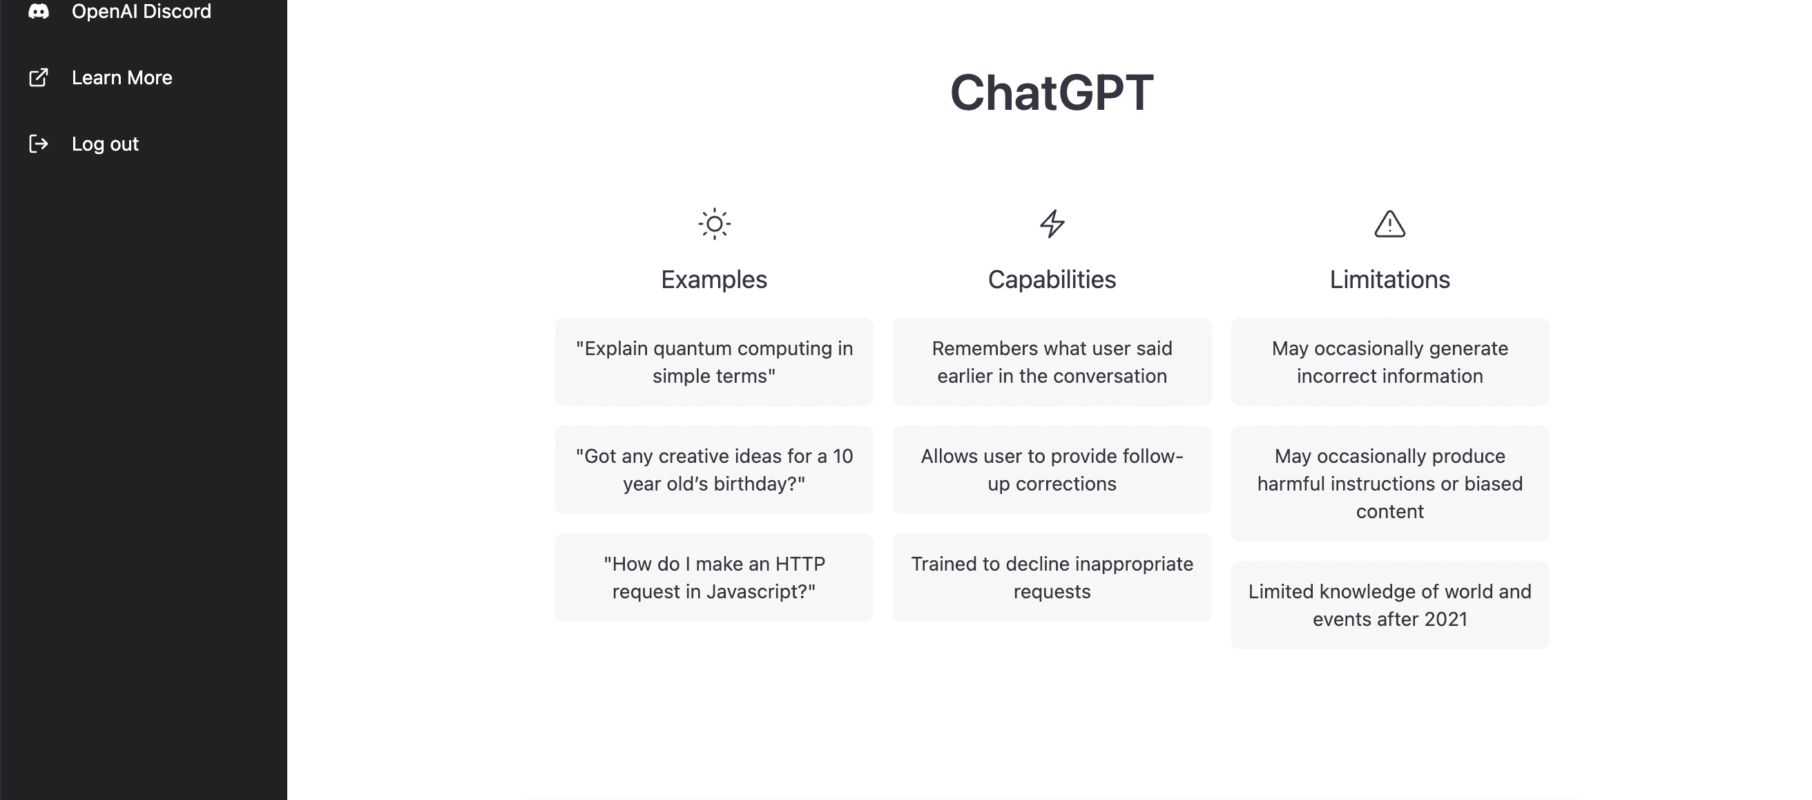 OpenAI Discord
Learn More
Log out
ChatGPT
Examples
"Explain quantum computing in
simple terms"
"Got any creative ideas for a 10
year old’s birthday?"
"How do I make an HTTP
request in Javascript?"
Capabilities
Remembers what user said
earlier in the conversation
Allows user to provide follow-
up corrections
Trained to decline inappropriate
requests
Limitations
May occasionally generate
incorrect information
May occasionally produce
harmful instructions or biased
content
Limited knowledge of world and
events after 2021